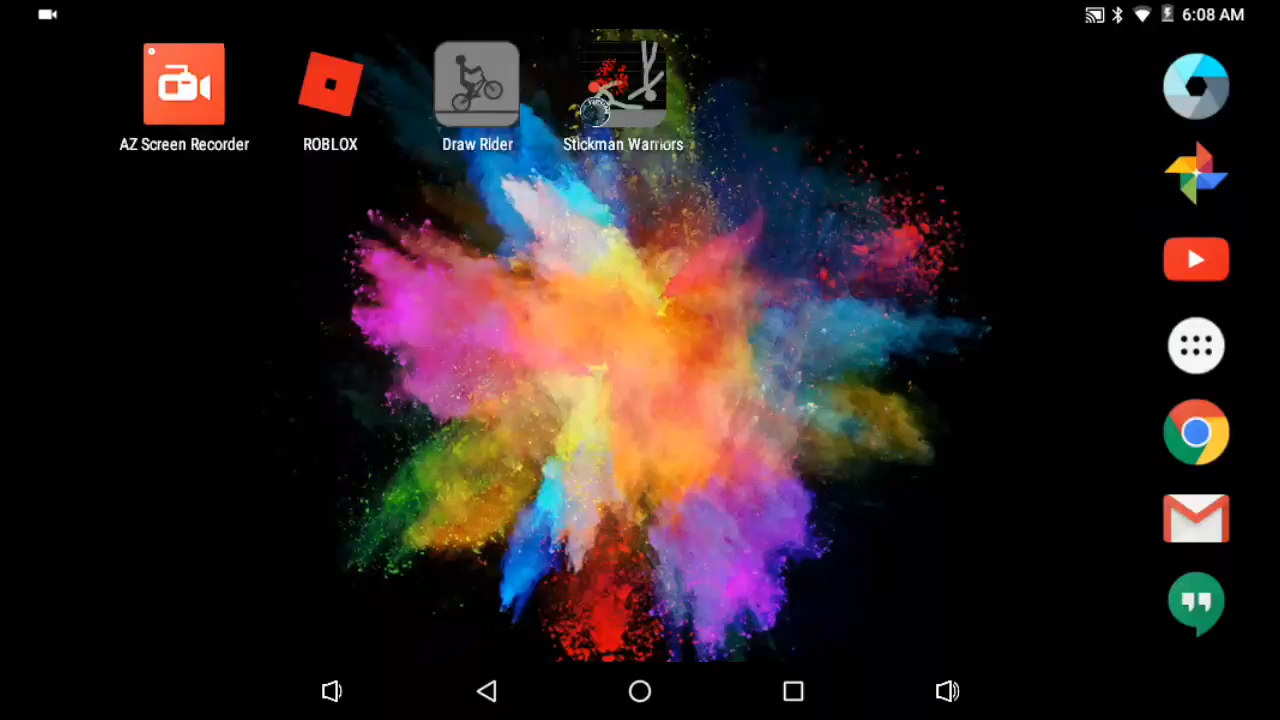 6:08 AM
AZ Screen Recorder
ROBLOX
Draw Rider
Stickman Warriors